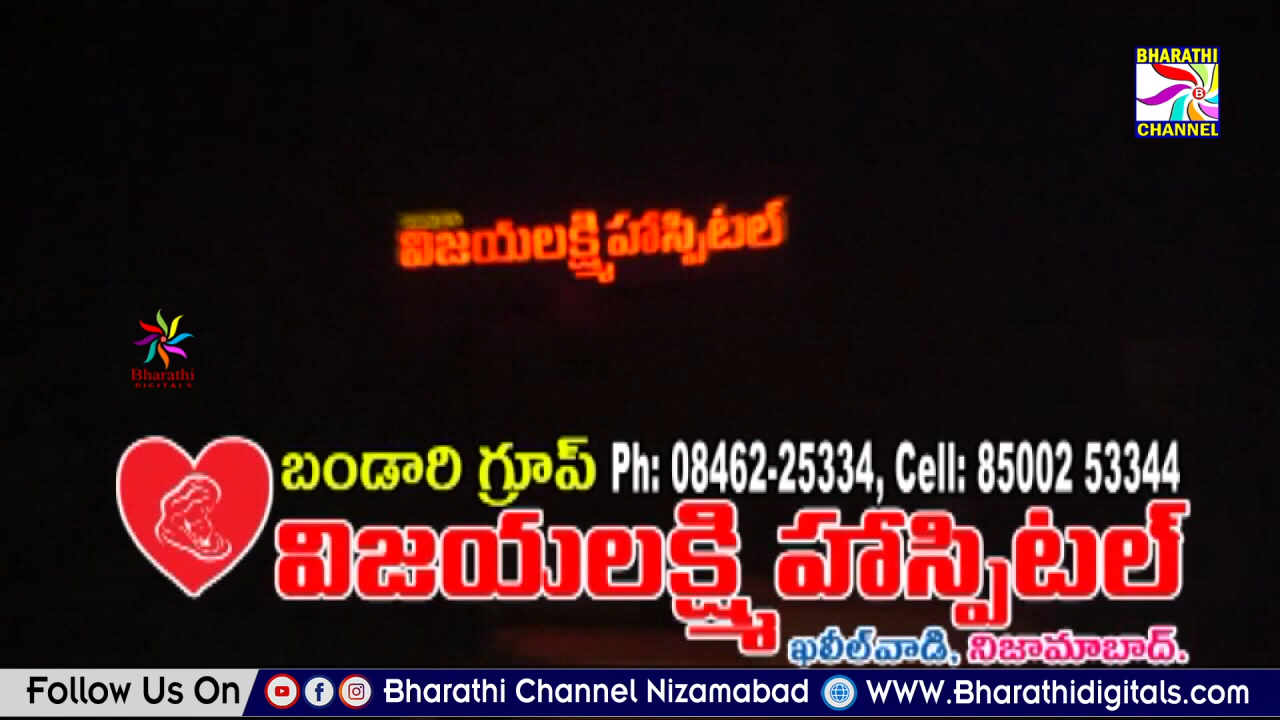 BHARATHI
CHANNEL
విజయలక్ష్మి హాస్పిటల్
Bharathi
DIGITALS
బండారి గ్రూప్ Ph: 08462-25334, Cell: 85002 53344
విజయలక్ష్మి హాస్పిటల్
ఖలీల్‌వాడి, నిజామాబాద్.
Follow Us On Bharathi Channel Nizamabad WWW.Bharathidigitals.com